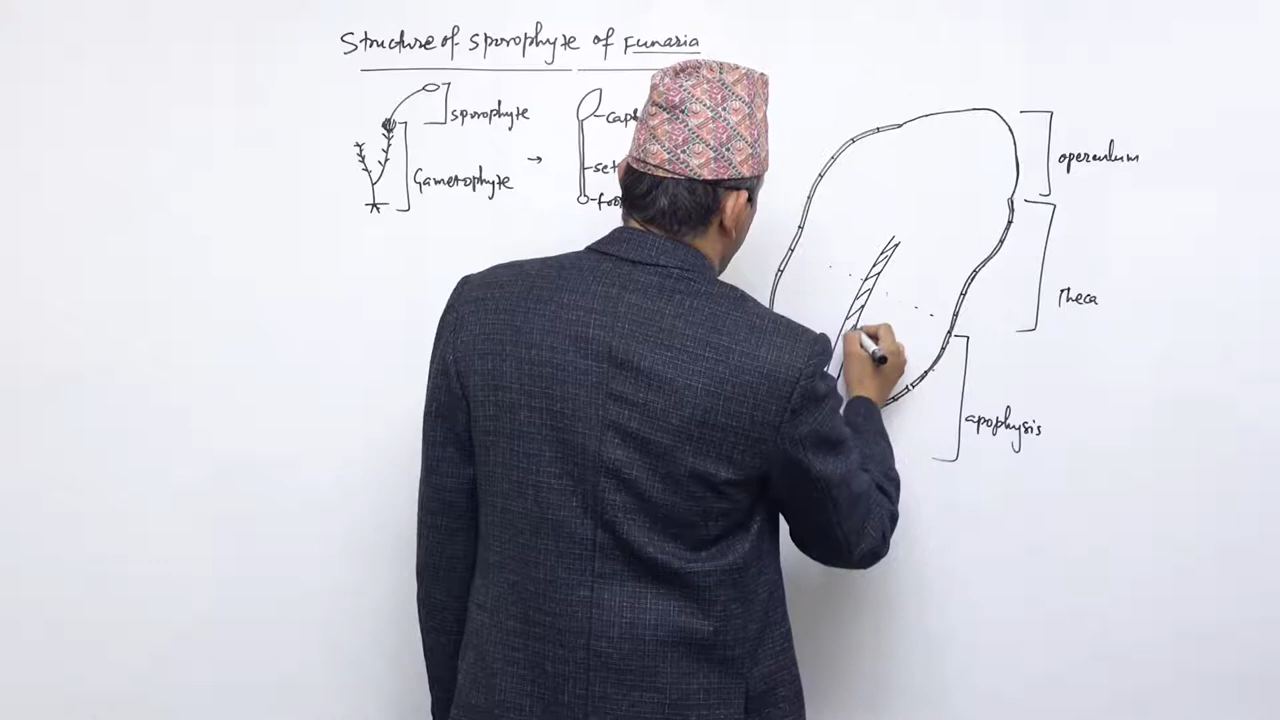 Structure of Sporophyte of Funaria
sporophyte
Gametophyte
→
operculum
Theca
apophysis